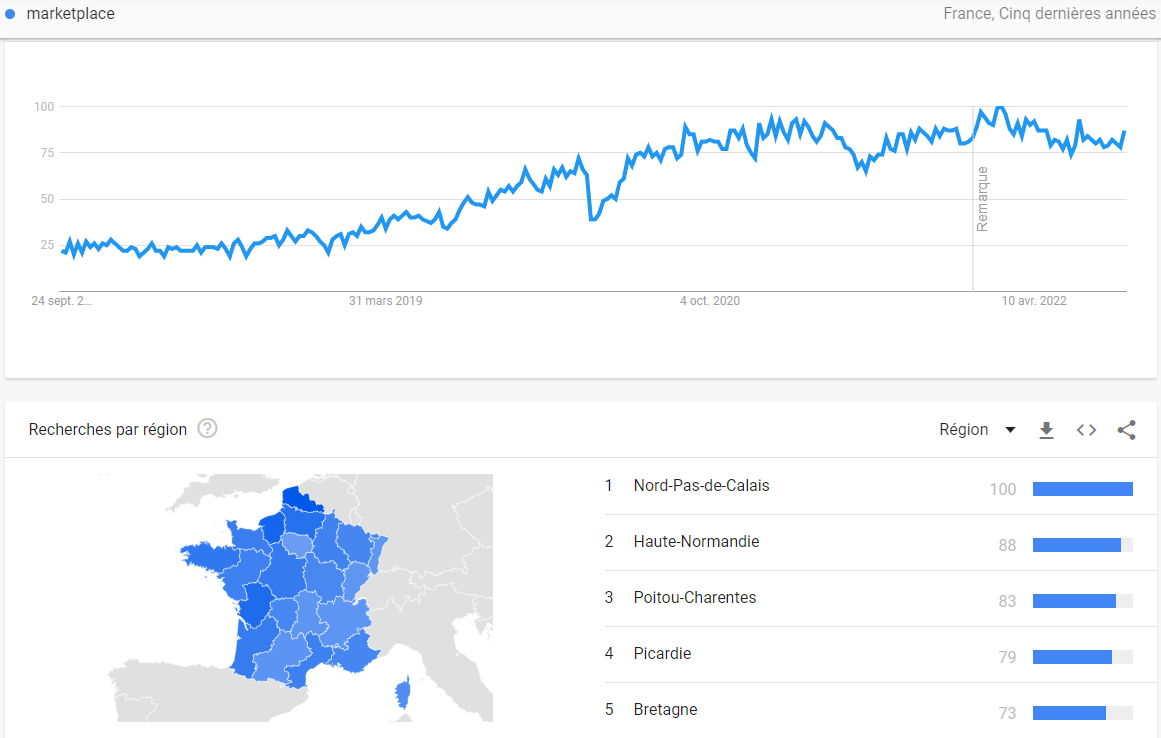 marketplace France, Cinq dernières années
100
75
50
25
Remarque
24 sept. 2… 31 mars 2019 4 oct. 2020 10 avr. 2022
Recherches par région ? Région
1 Nord-Pas-de-Calais 100
2 Haute-Normandie 88
3 Poitou-Charentes 83
4 Picardie 79
5 Bretagne 73